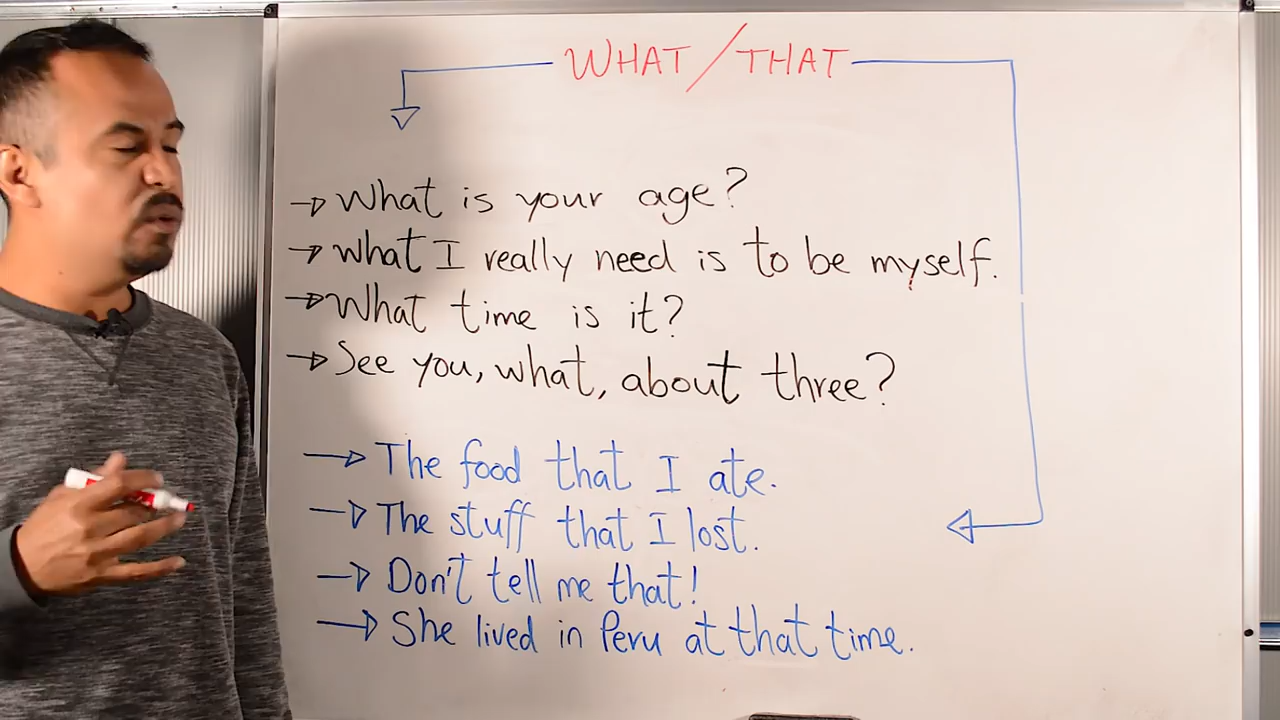 WHAT/THAT
What is your age?
what I really need is to be myself.
What time is it?
See you, what, about three?
The food that I ate.
The stuff that I lost.
Don't tell me that!
She lived in Peru at that time.